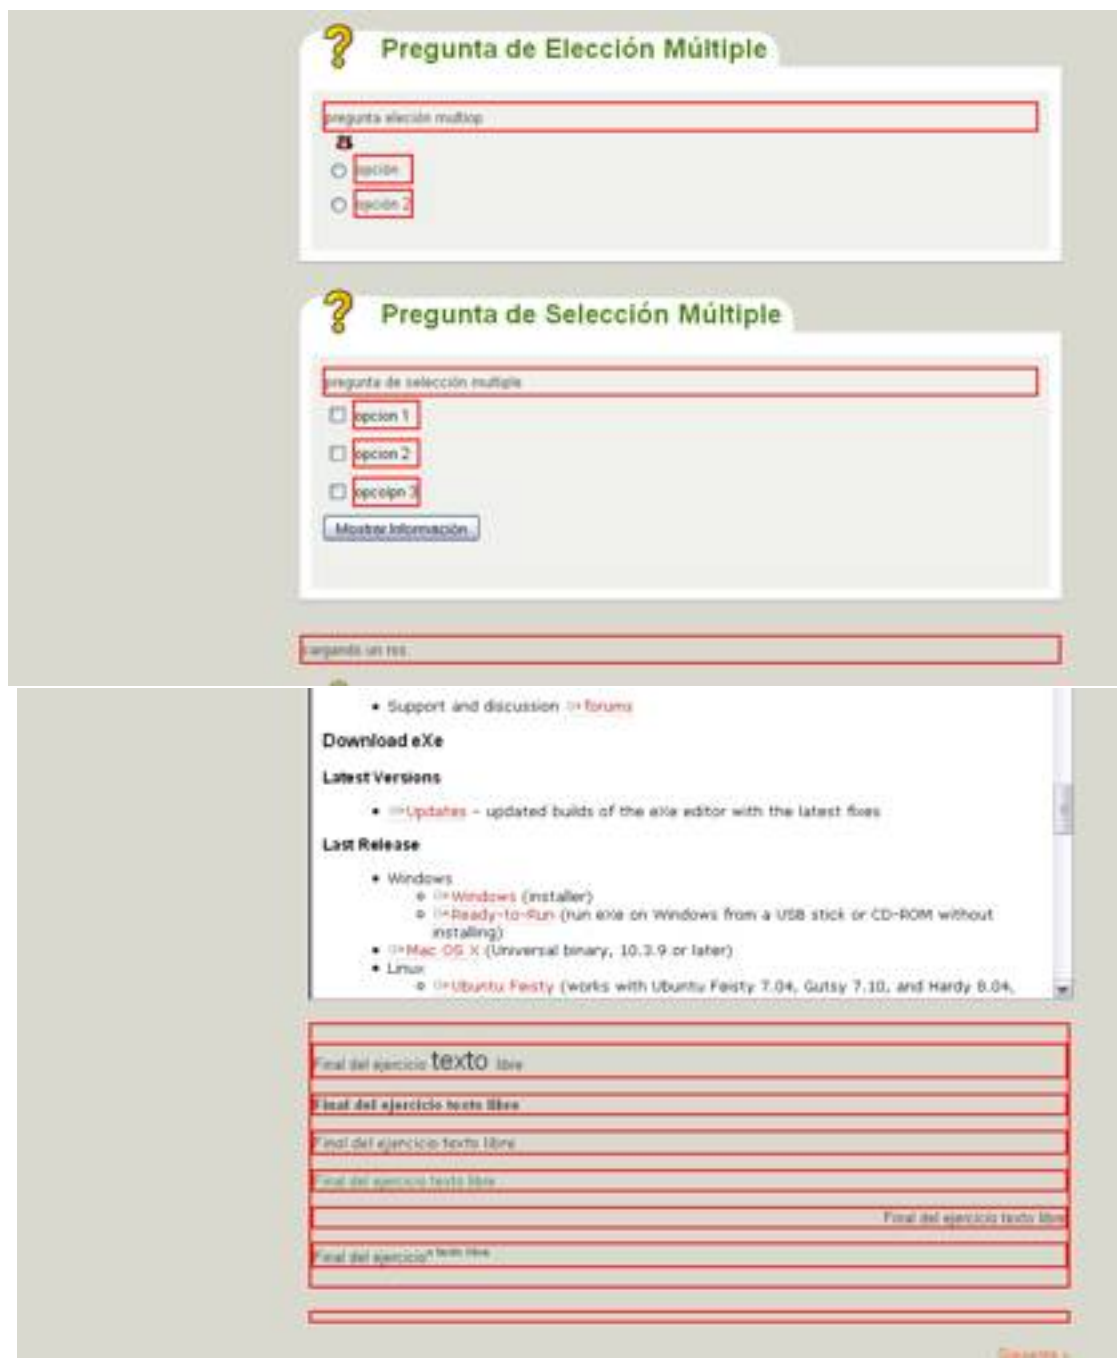 Pregunta de Elección Múltiple
pregunta eleción multiop
opción
opción 2
Pregunta de Selección Múltiple
pregunta de selección multiple
opcion 1
opcion 2
opcoipn 3
Mostrar Información
cargando un rss
• Support and discussion forums
Download eXe
Latest Versions
• Updates - updated builds of the eXe editor with the latest fixes
Last Release
• Windows
Windows (installer)
Ready-to-Run (run eXe on Windows from a USB stick or CD-ROM without
installing)
• Mac OS X (Universal binary, 10.3.9 or later)
• Linux
Ubuntu Feisty (works with Ubuntu Feisty 7.04, Gutsy 7.10, and Hardy 8.04,
Final del ejercicio texto libre
Final del ejercicio texto libre
Final del ejercicio texto libre
Final del ejercicio texto libre
Final del ejercicio texto libre
Final del ejercicio texto libre
Siguiente »